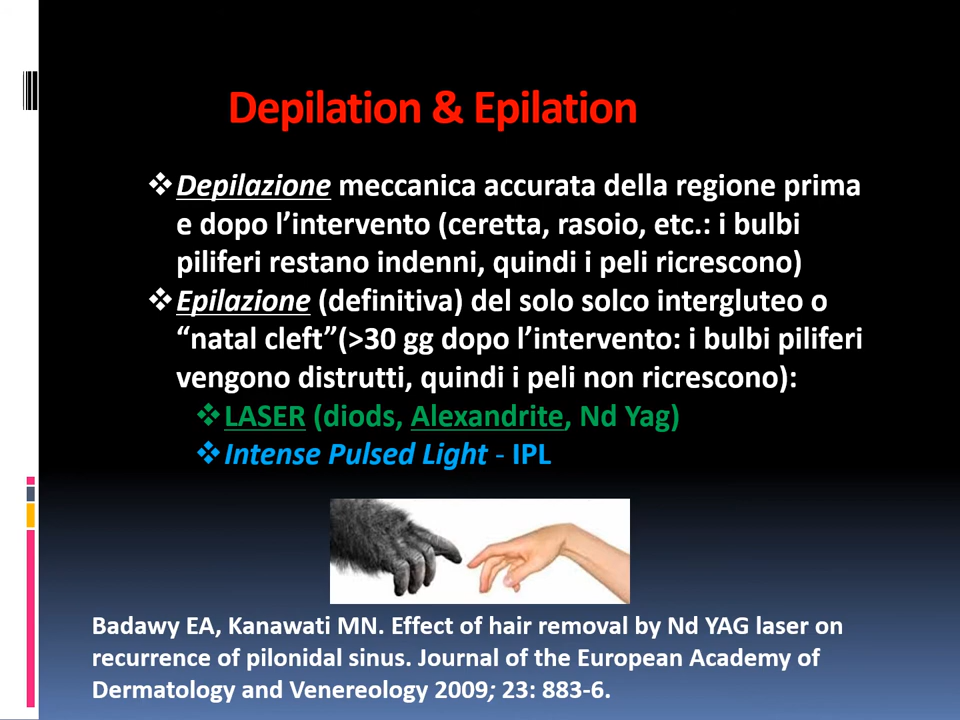 Depilation & Epilation
❖Depilazione meccanica accurata della regione prima
e dopo l’intervento (ceretta, rasoio, etc.: i bulbi
piliferi restano indenni, quindi i peli ricrescono)
❖Epilazione (definitiva) del solo solco intergluteo o
“natal cleft”(>30 gg dopo l’intervento: i bulbi piliferi
vengono distrutti, quindi i peli non ricrescono):
❖LASER (diods, Alexandrite, Nd Yag)
❖Intense Pulsed Light - IPL
Badawy EA, Kanawati MN. Effect of hair removal by Nd YAG laser on
recurrence of pilonidal sinus. Journal of the European Academy of
Dermatology and Venereology 2009; 23: 883-6.